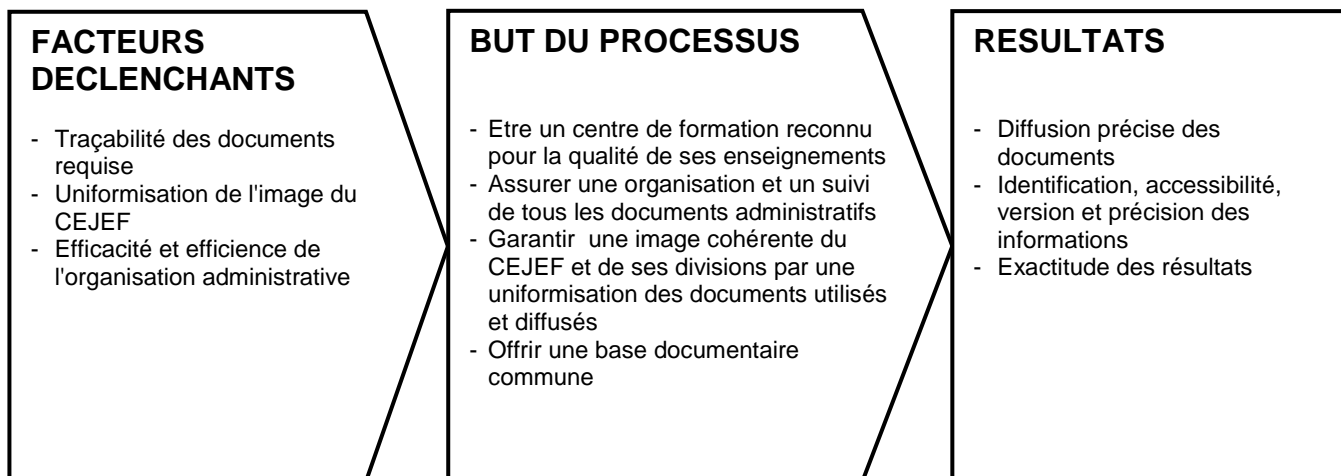 FACTEURS
DECLENCHANTS
- Traçabilité des documents
requise
- Uniformisation de l'image du
CEJEF
- Efficacité et efficience de
l'organisation administrative
BUT DU PROCESSUS
- Etre un centre de formation reconnu
pour la qualité de ses enseignements
- Assurer une organisation et un suivi
de tous les documents administratifs
- Garantir une image cohérente du
CEJEF et de ses divisions par une
uniformisation des documents utilisés
et diffusés
- Offrir une base documentaire
commune
RESULTATS
- Diffusion précise des
documents
- Identification, accessibilité,
version et précision des
informations
- Exactitude des résultats